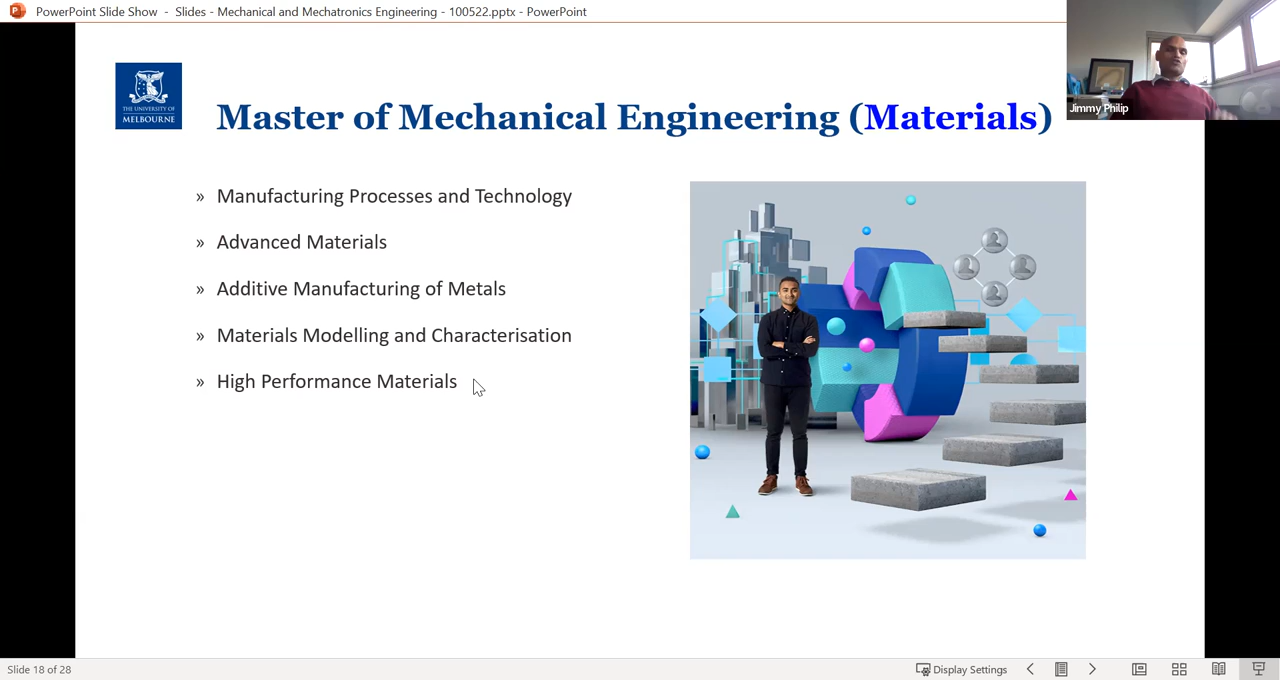 PowerPoint Slide Show - Slides - Mechanical and Mechatronics Engineering - 100522.pptx - PowerPoint
Jimmy Philip
THE UNIVERSITY OF
MELBOURNE
Master of Mechanical Engineering (Materials)
» Manufacturing Processes and Technology
» Advanced Materials
» Additive Manufacturing of Metals
» Materials Modelling and Characterisation
» High Performance Materials
Slide 18 of 28
Display Settings